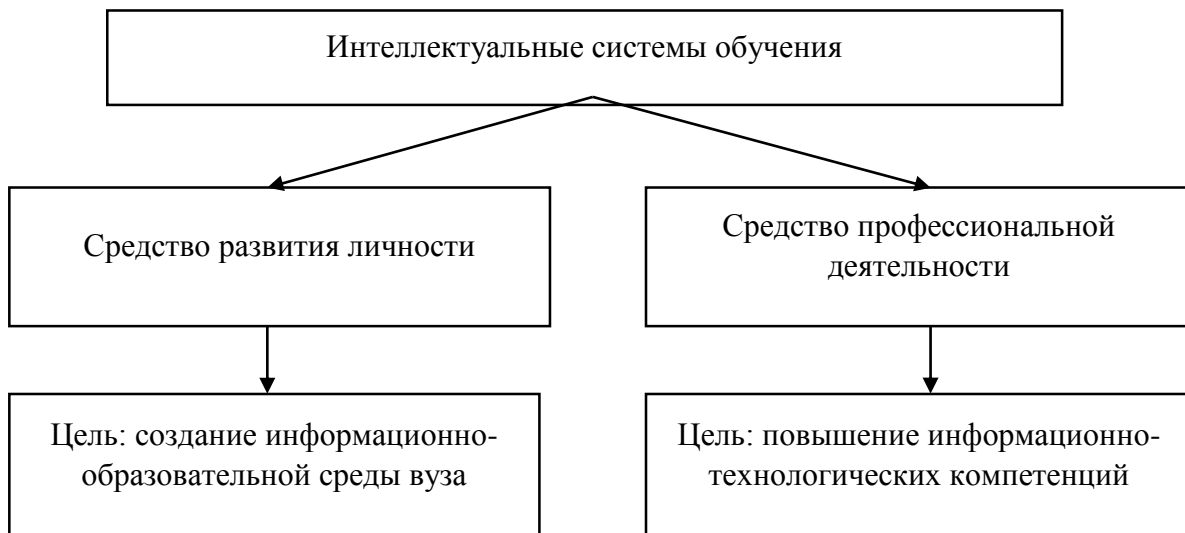 Интеллектуальные системы обучения
Средство развития личности
Средство профессиональной
деятельности
Цель: создание информационно-
образовательной среды вуза
Цель: повышение информационно-
технологических компетенций